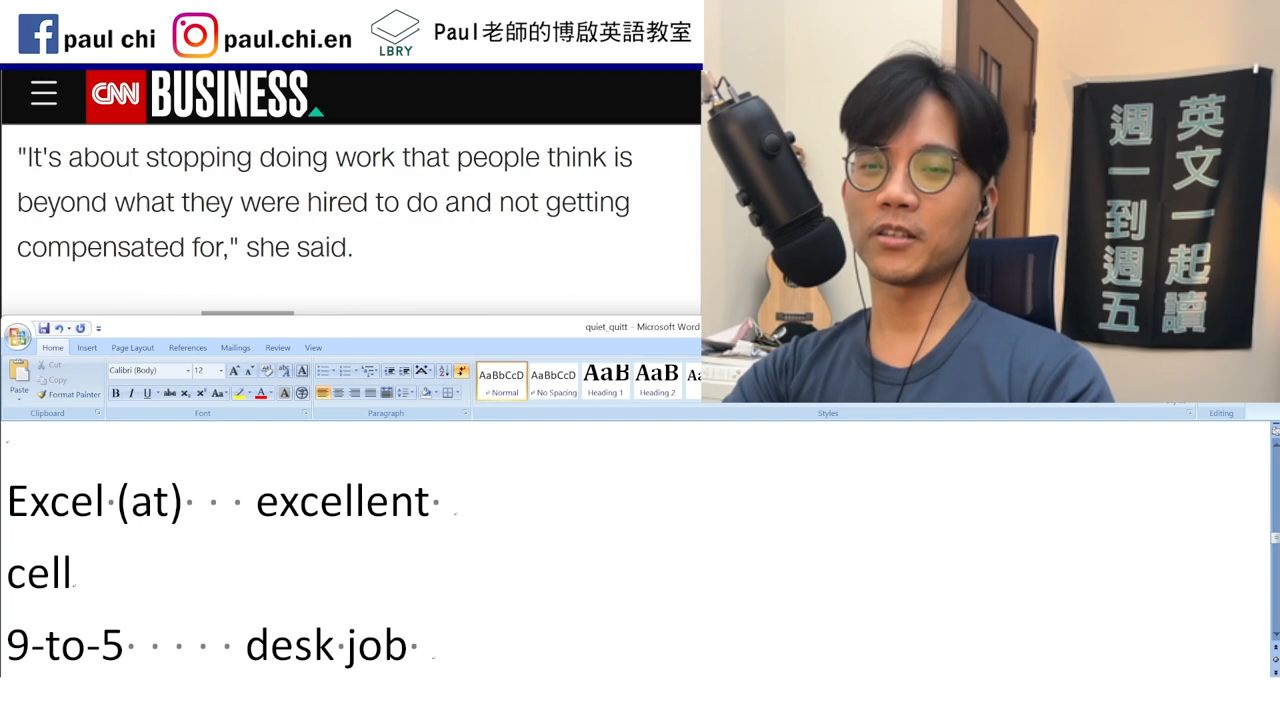 paul chi
paul.chi.en
LBRY
Paul老師的博啟英語教室
CNN BUSINESS
"It's about stopping doing work that people think is
beyond what they were hired to do and not getting
compensated for," she said.
英文一起讀
週一到週五
quiet_quitt - Microsoft Word
Home Insert Page Layout References Mailings Review View
Paste
Cut
Copy
Format Painter
Calibri (Body) 12
AaBbCcD AaBbCcD AaBb AaBb
Normal No Spacing Heading 1 Heading 2
Clipboard Font Paragraph Styles Editing
Excel (at) excellent
cell
9-to-5 desk job